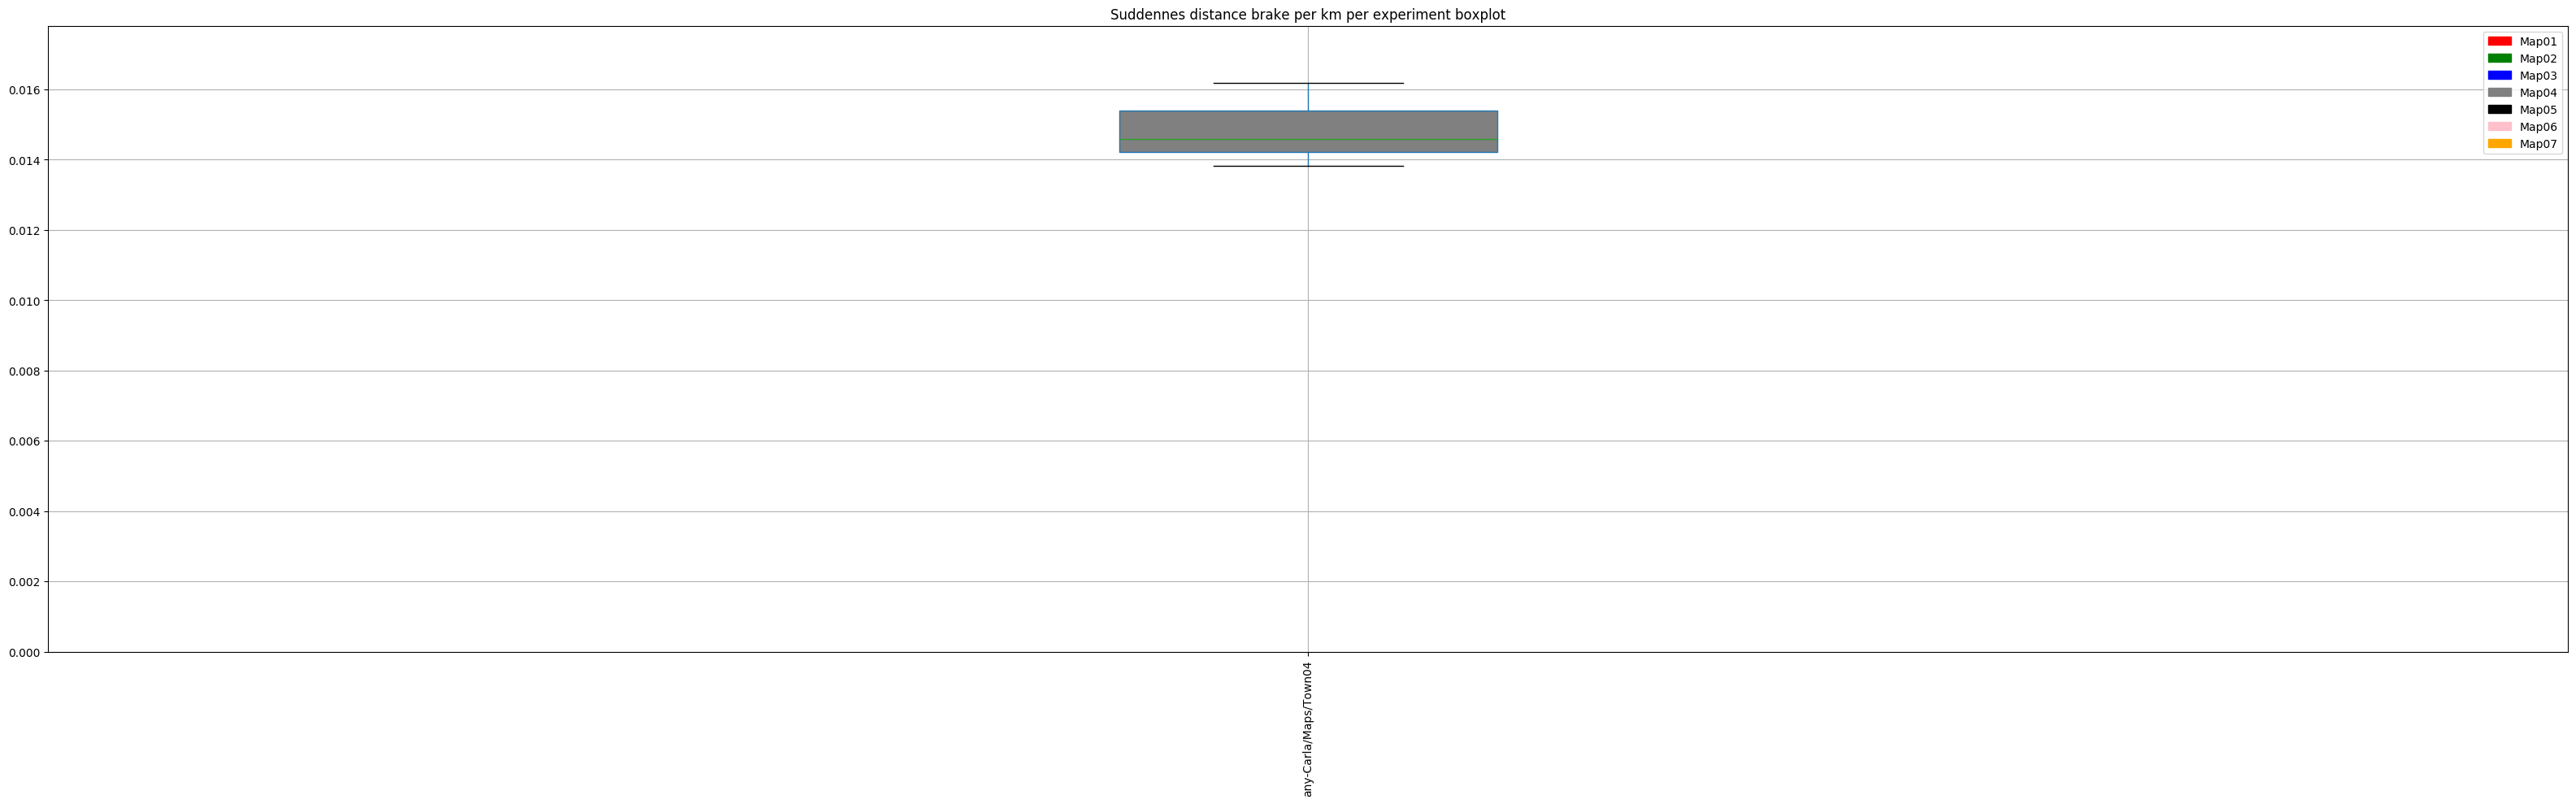 Suddennes distance brake per km per experiment boxplot
Map01
Map02
Map03
Map04
Map05
Map06
Map07
0.016
0.014
0.012
0.010
0.008
0.006
0.004
0.002
0.000
any-Carla/Maps/Town04